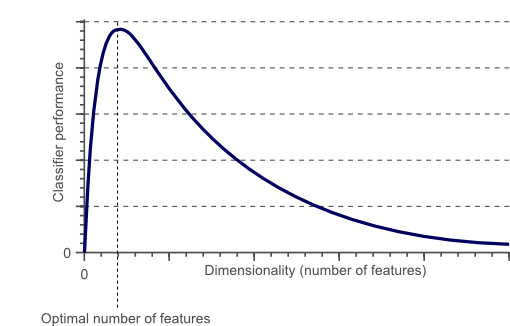 Classifier performance
0
0
Dimensionality (number of features)
Optimal number of features